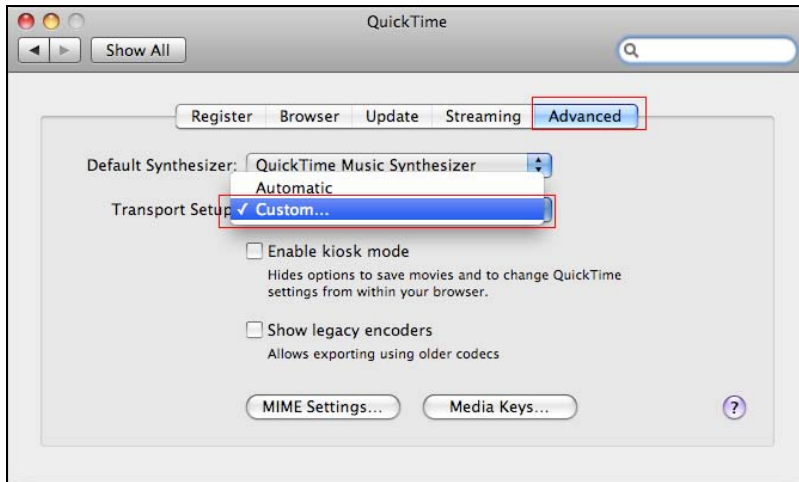 QuickTime
Show All
Register Browser Update Streaming Advanced
Default Synthesizer: QuickTime Music Synthesizer
Automatic
Transport Setup ✓ Custom...
Enable kiosk mode
Hides options to save movies and to change QuickTime
settings from within your browser.
Show legacy encoders
Allows exporting using older codecs
MIME Settings... Media Keys... ?